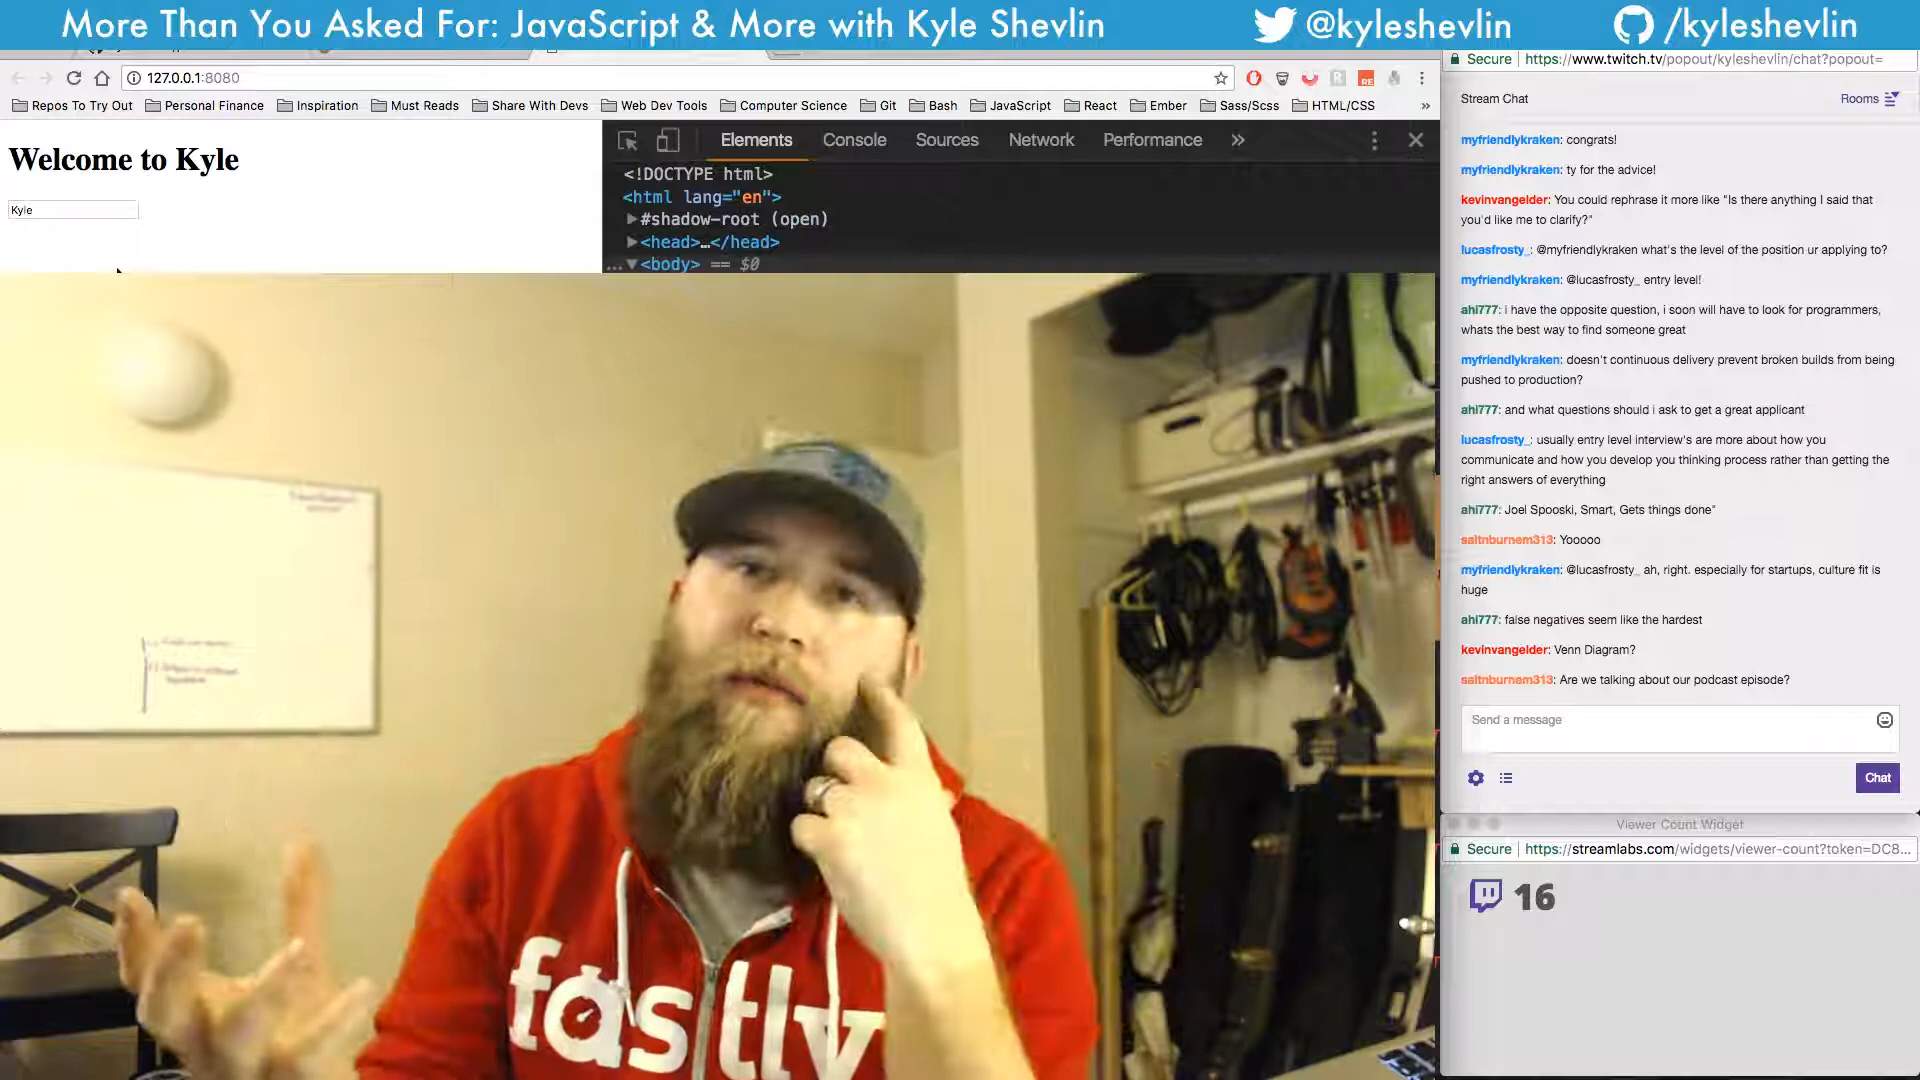 More Than You Asked For: JavaScript & More with Kyle Shevlin
@kyleshevlin
/kyleshevlin
127.0.0.1:8080
Repos To Try Out
Personal Finance
Inspiration
Must Reads
Share With Devs
Web Dev Tools
Computer Science
Git
Bash
JavaScript
React
Ember
Sass/Scss
HTML/CSS
»
Welcome to Kyle
Kyle
Elements
Console
Sources
Network
Performance
»
<!DOCTYPE html>
<html lang="en">
#shadow-root (open)
<head>…</head>
…
<body> == $0
fastly
Secure
https://www.twitch.tv/popout/kyleshevlin/chat?popout=
Stream Chat
Rooms
myfriendlykraken: congrats!
myfriendlykraken: ty for the advice!
kevinvangelder: You could rephrase it more like "Is there anything I said that
you'd like me to clarify?"
lucasfrosty_: @myfriendlykraken what's the level of the position ur applying to?
myfriendlykraken: @lucasfrosty_ entry level!
ahi777: i have the opposite question, i soon will have to look for programmers,
whats the best way to find someone great
myfriendlykraken: doesn't continuous delivery prevent broken builds from being
pushed to production?
ahi777: and what questions should i ask to get a great applicant
lucasfrosty_: usually entry level interview's are more about how you
communicate and how you develop you thinking process rather than getting the
right answers of everything
ahi777: Joel Spooski, Smart, Gets things done"
saltnburnem313: Yooooo
myfriendlykraken: @lucasfrosty_ ah, right. especially for startups, culture fit is
huge
ahi777: false negatives seem like the hardest
kevinvangelder: Venn Diagram?
saltnburnem313: Are we talking about our podcast episode?
Send a message
Chat
Viewer Count Widget
Secure
https://streamlabs.com/widgets/viewer-count?token=DC8...
16